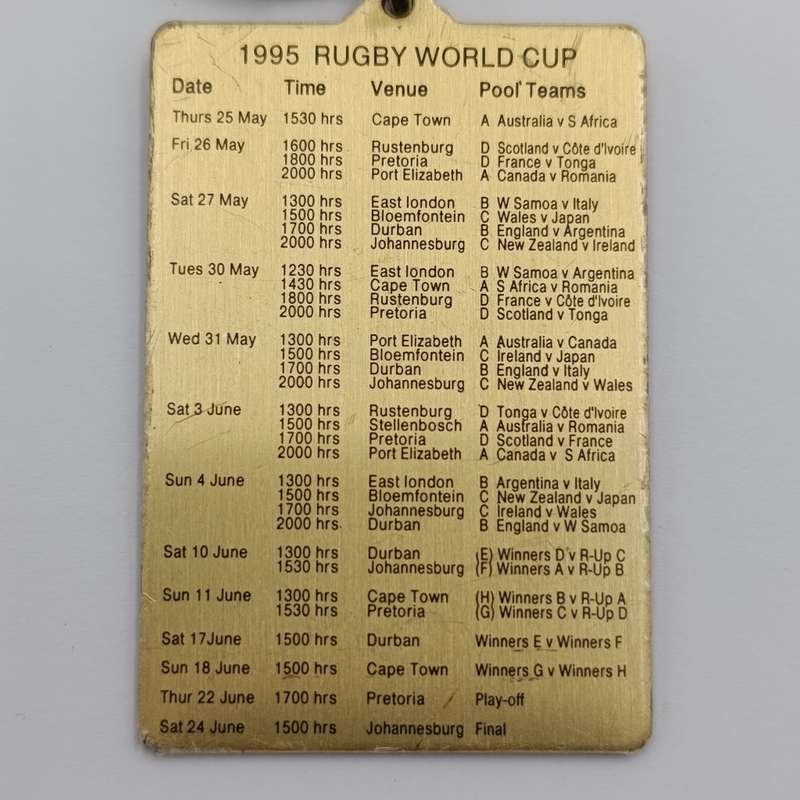 1995 RUGBY WORLD CUP
Date Time Venue Pool Teams
Thurs 25 May 1530 hrs Cape Town A Australia v S Africa
Fri 26 May 1600 hrs Rustenburg D Scotland v Côte d'Ivoire
1800 hrs Pretoria D France v Tonga
2000 hrs Port Elizabeth A Canada v Romania
Sat 27 May 1300 hrs East london B W Samoa v Italy
1500 hrs Bloemfontein C Wales v Japan
1700 hrs Durban B England v Argentina
2000 hrs Johannesburg C New Zealand v Ireland
Tues 30 May 1230 hrs East london B W Samoa v Argentina
1430 hrs Cape Town A S Africa v Romania
1800 hrs Rustenburg D France v Côte d'Ivoire
2000 hrs Pretoria D Scotland v Tonga
Wed 31 May 1300 hrs Port Elizabeth A Australia v Canada
1500 hrs Bloemfontein C Ireland v Japan
1700 hrs Durban B England v Italy
2000 hrs Johannesburg C New Zealand v Wales
Sat 3 June 1300 hrs Rustenburg D Tonga v Côte d'Ivoire
1500 hrs Stellenbosch A Australia v Romania
1700 hrs Pretoria D Scotland v France
2000 hrs Port Elizabeth A Canada v S Africa
Sun 4 June 1300 hrs East london B Argentina v Italy
1500 hrs Bloemfontein C New Zealand v Japan
1700 hrs Johannesburg C Ireland v Wales
2000 hrs Durban B England v W Samoa
Sat 10 June 1300 hrs Durban (E) Winners D v R-Up C
1530 hrs Johannesburg (F) Winners A v R-Up B
Sun 11 June 1300 hrs Cape Town (H) Winners B v R-Up A
1530 hrs Pretoria (G) Winners C v R-Up D
Sat 17June 1500 hrs Durban Winners E v Winners F
Sun 18 June 1500 hrs Cape Town Winners G v Winners H
Thur 22 June 1700 hrs Pretoria Play-off
Sat 24 June 1500 hrs Johannesburg Final